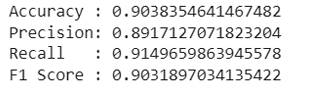 Accuracy : 0.9038354641467482
Precision: 0.8917127071823204
Recall   : 0.9149659863945578
F1 Score : 0.9031897034135422